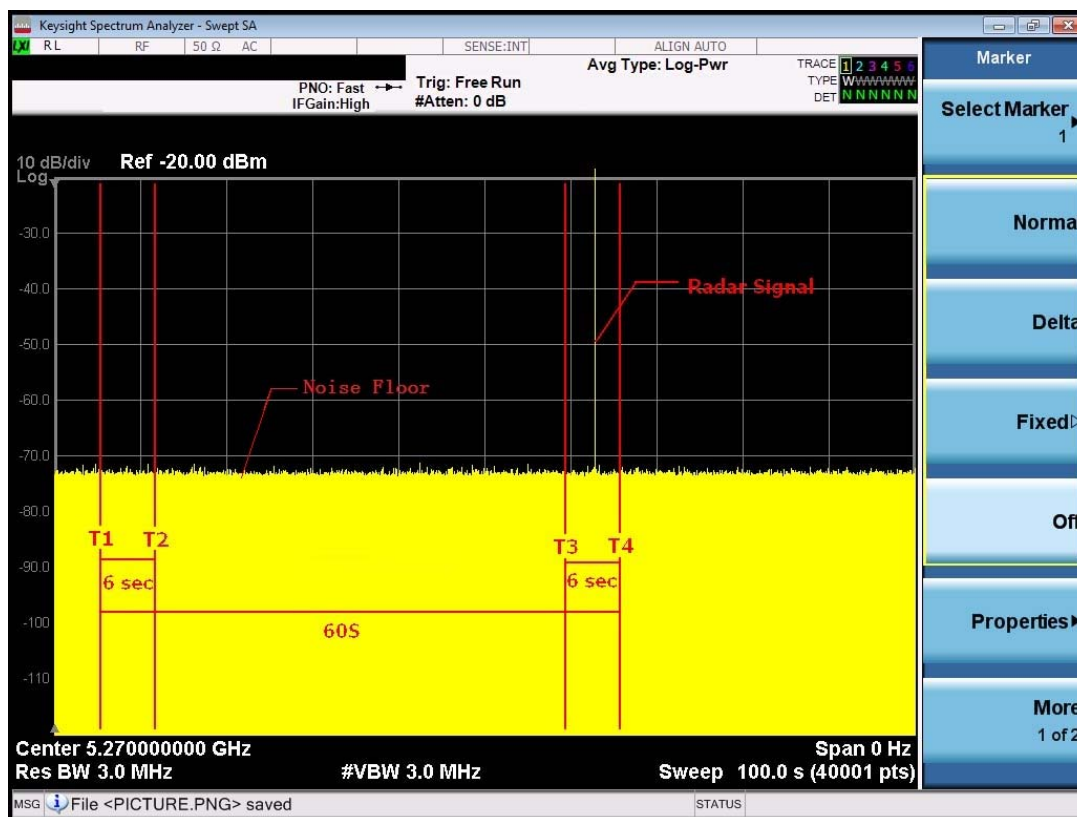 Keysight Spectrum Analyzer - Swept SA
LXI RL RF 50 Ω AC SENSE:INT ALIGN AUTO
Marker
PNO: Fast
IFGain:High
Trig: Free Run
#Atten: 0 dB
Avg Type: Log-Pwr
TRACE 1 2 3 4 5 6
TYPE WWWWWWW
DET N N N N N N
Select Marker
1
10 dB/div Ref -20.00 dBm
Log
-30.0
-40.0
-50.0
-60.0
-70.0
-80.0
-90.0
-100
-110
Radar Signal
Noise Floor
T1 T2 T3 T4
6 sec 6 sec
60S
Norma
Delta
Fixed
Off
Properties
More
1 of 2
Center 5.270000000 GHz Span 0 Hz
Res BW 3.0 MHz #VBW 3.0 MHz Sweep 100.0 s (40001 pts)
MSG File <PICTURE.PNG> saved STATUS